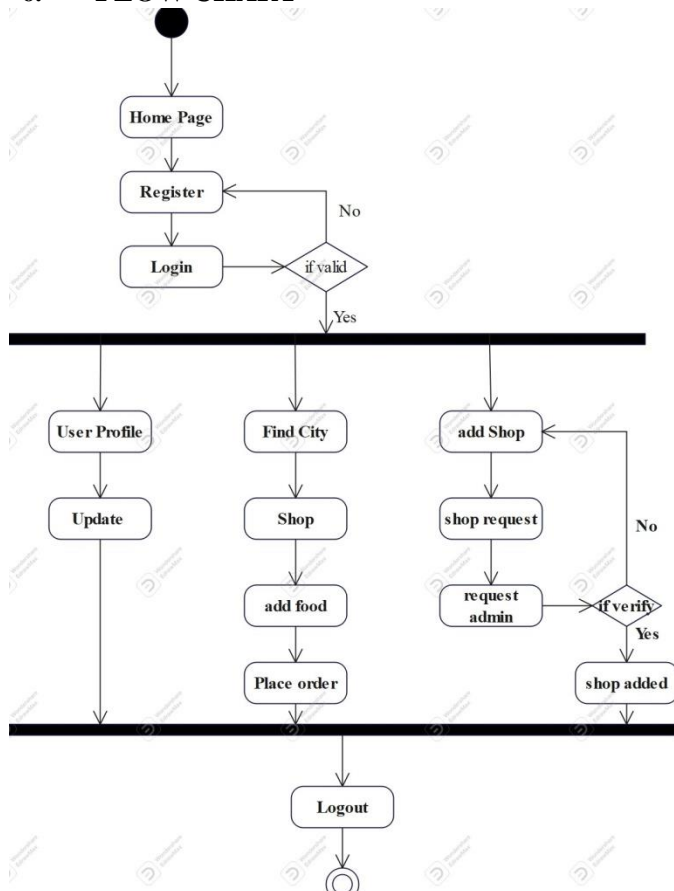 Home Page
Register
No
Login
if valid
Yes
User Profile
Find City
add Shop
Update
Shop
shop request
No
add food
request
admin
if verify
Yes
Place order
shop added
Logout